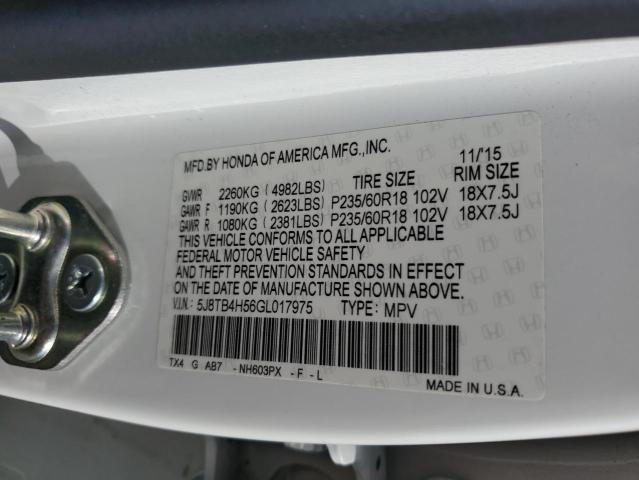 MFD.BY HONDA OF AMERICA MFG.,INC. 11/'15
GVWR 2260KG ( 4982LBS) TIRE SIZE RIM SIZE
GAWR F 1190KG ( 2623LBS) P235/60R18 102V 18X7.5J
GAWR R 1080KG ( 2381LBS) P235/60R18 102V 18X7.5J
THIS VEHICLE CONFORMS TO ALL APPLICABLE
FEDERAL MOTOR VEHICLE SAFETY
AND THEFT PREVENTION STANDARDS IN EFFECT
ON THE DATE OF MANUFACTURE SHOWN ABOVE.
V.I.N.: 5J8TB4H56GL017975 TYPE: MPV
TX4 G AB7 - NH603PX - F - L
MADE IN U.S.A.